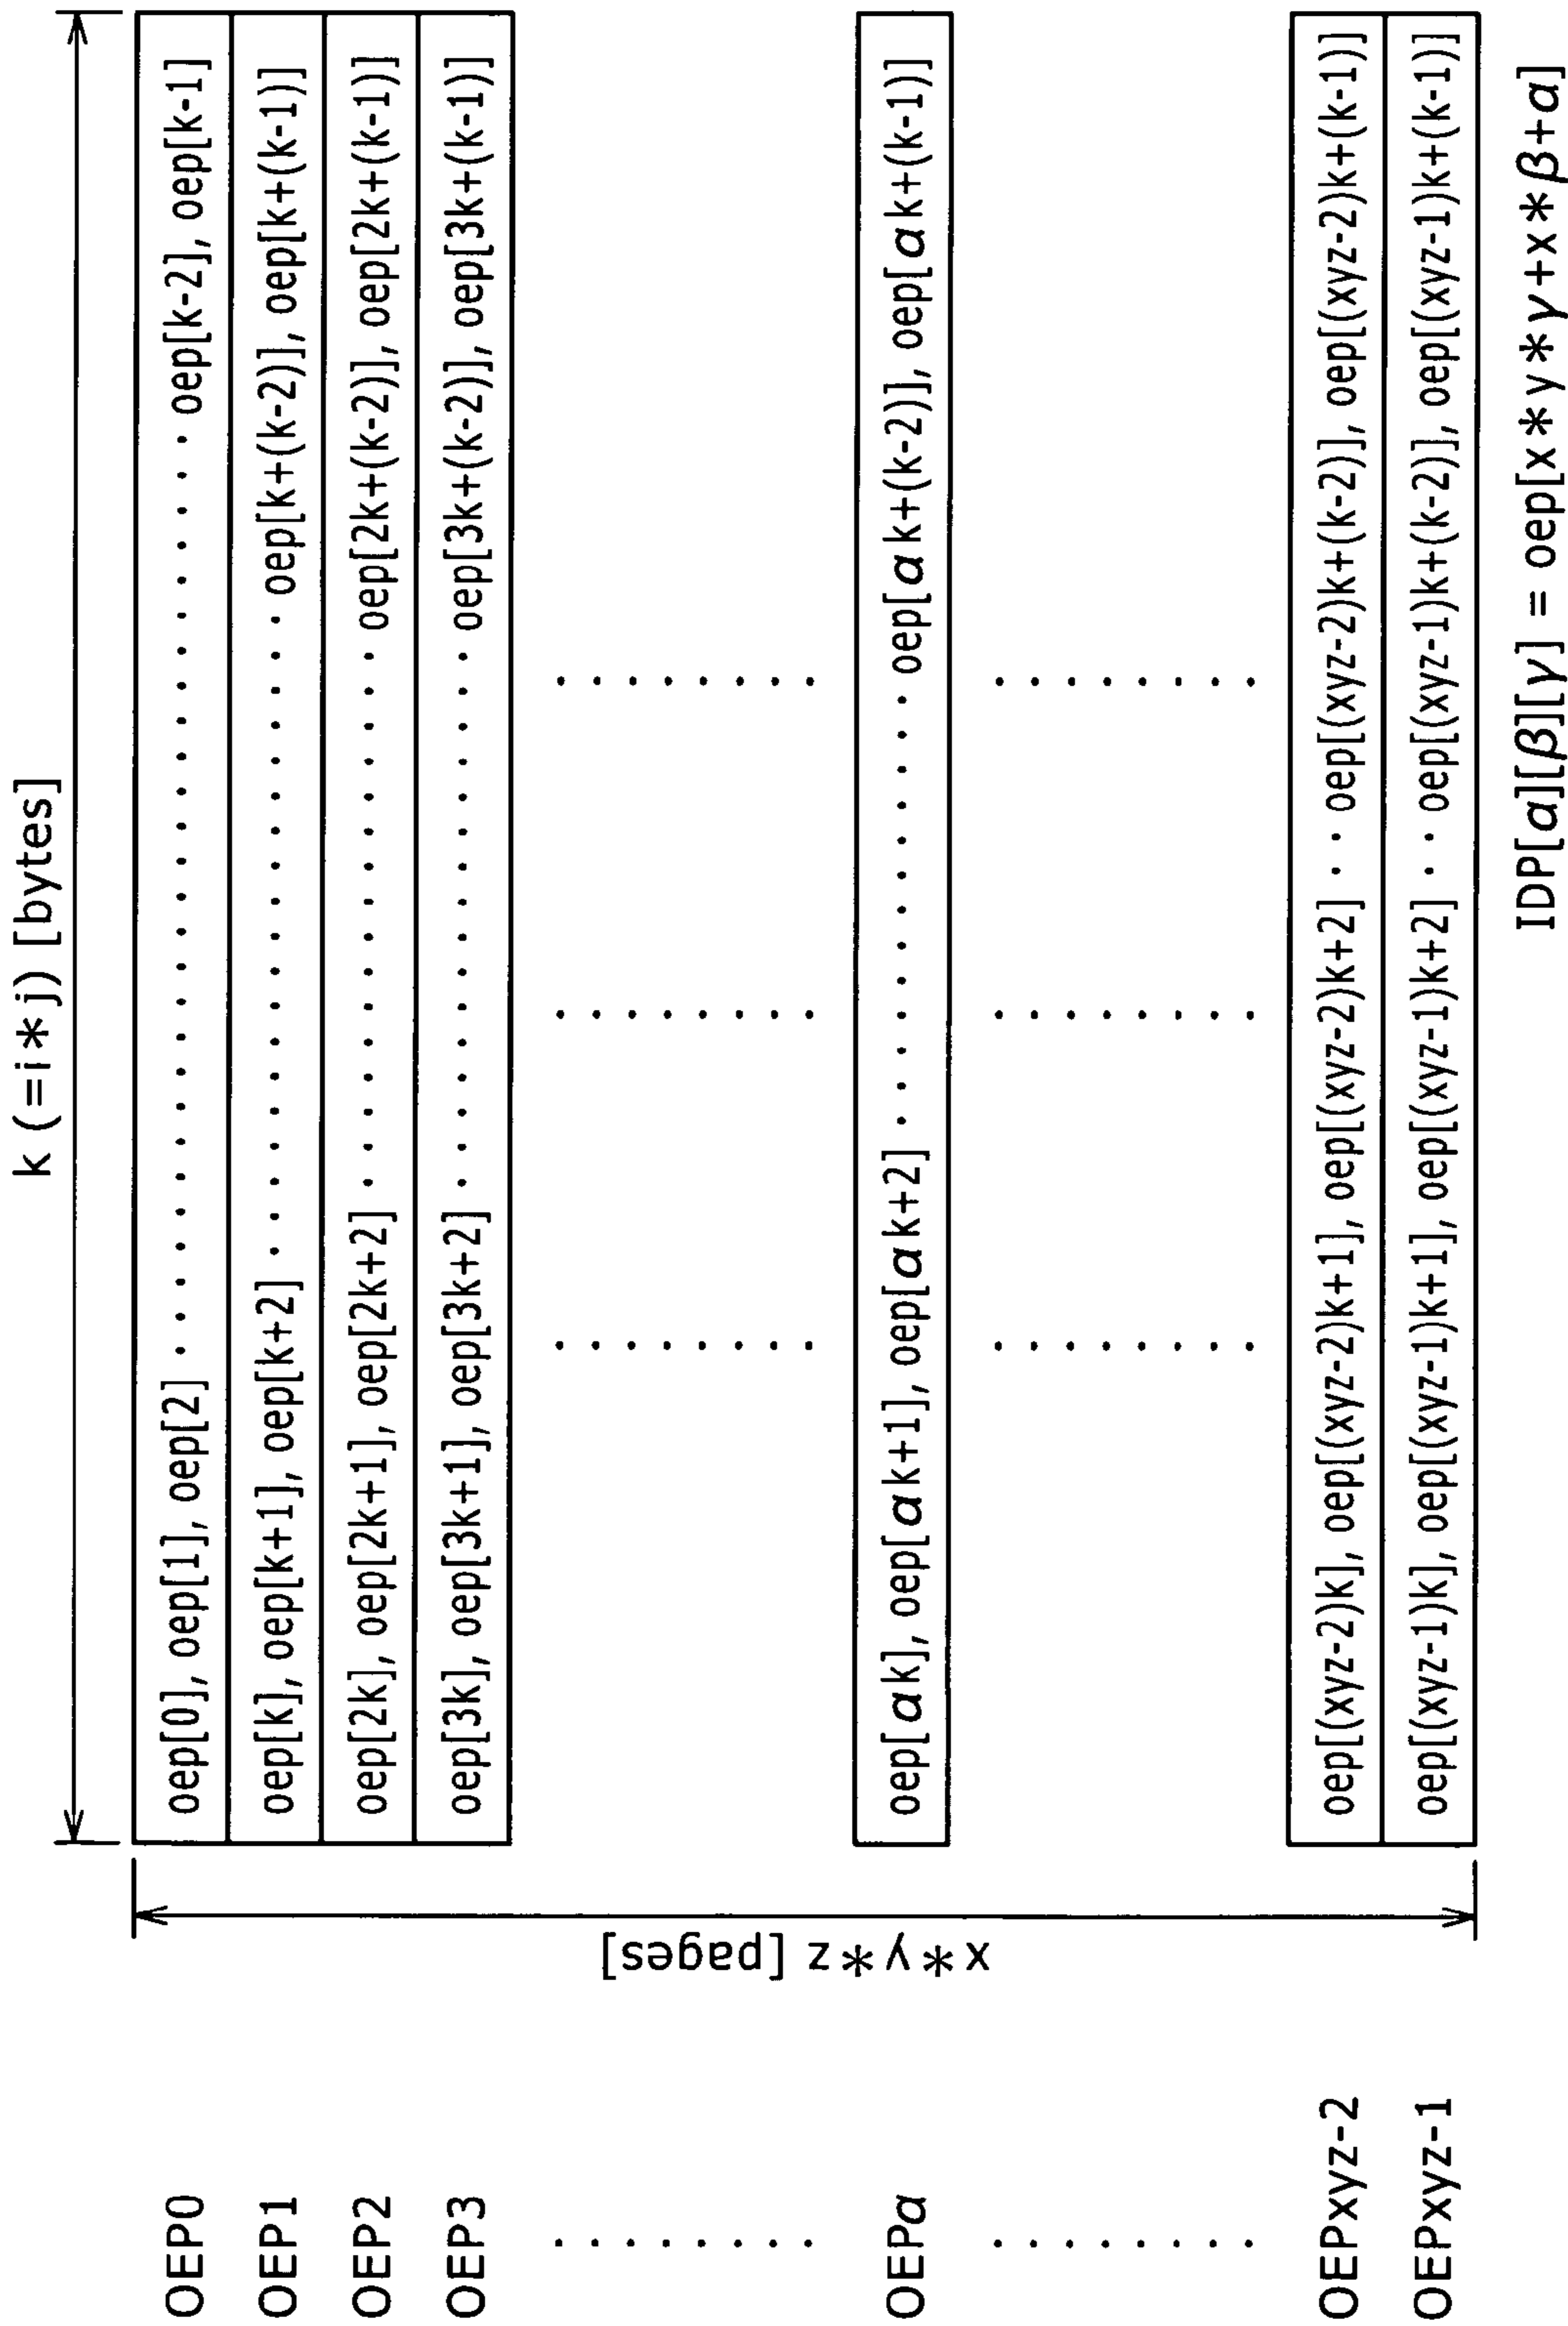 k (=i*j) [bytes]
OEP0 oep[0], oep[1], oep[2] · · · · · · oep[k-2], oep[k-1]
OEP1 oep[k], oep[k+1], oep[k+2] · · · · · · oep[k+(k-2)], oep[k+(k-1)]
OEP2 oep[2k], oep[2k+1], oep[2k+2] · · · · · · oep[2k+(k-2)], oep[2k+(k-1)]
OEP3 oep[3k], oep[3k+1], oep[3k+2] · · · · · · oep[3k+(k-2)], oep[3k+(k-1)]
x*y*z [pages]
OEPα oep[αk], oep[αk+1], oep[αk+2] · · · · · · oep[αk+(k-2)], oep[αk+(k-1)]
OEPxyz-2 oep[(xyz-2)k], oep[(xyz-2)k+1], oep[(xyz-2)k+2] · · oep[(xyz-2)k+(k-2)], oep[(xyz-2)k+(k-1)]
OEPxyz-1 oep[(xyz-1)k], oep[(xyz-1)k+1], oep[(xyz-1)k+2] · · oep[(xyz-1)k+(k-2)], oep[(xyz-1)k+(k-1)]
IDP[α][β][γ] = oep[x*y*γ+x*β+α]